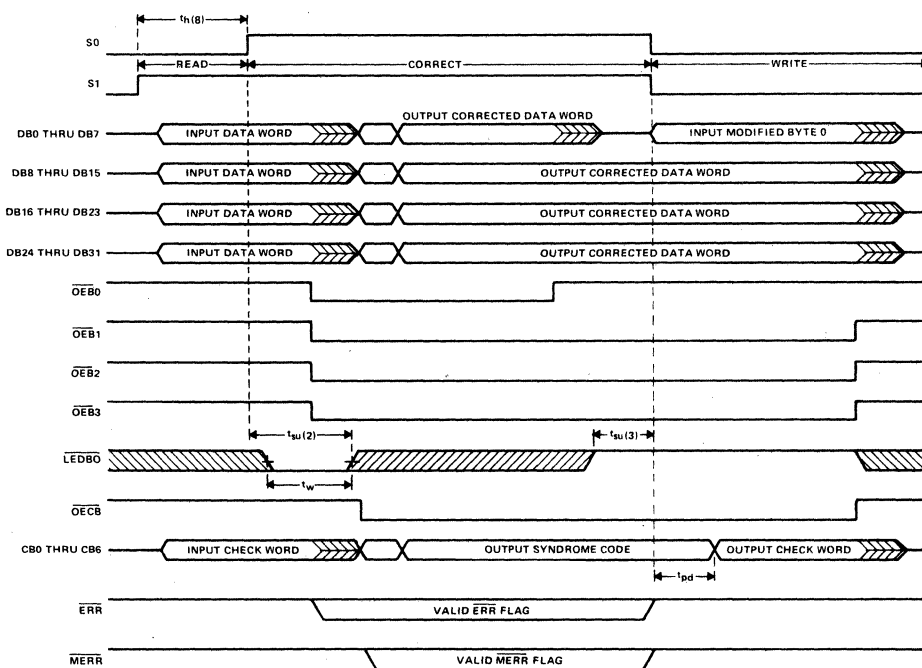 th(8)
S0
READ CORRECT WRITE
S1
OUTPUT CORRECTED DATA WORD
DB0 THRU DB7 INPUT DATA WORD INPUT MODIFIED BYTE 0
DB8 THRU DB15 INPUT DATA WORD OUTPUT CORRECTED DATA WORD
DB16 THRU DB23 INPUT DATA WORD OUTPUT CORRECTED DATA WORD
DB24 THRU DB31 INPUT DATA WORD OUTPUT CORRECTED DATA WORD
OEB0
OEB1
OEB2
OEB3
tsu(2) tsu(3)
LEDBO
tw
OECB
CB0 THRU CB6 INPUT CHECK WORD OUTPUT SYNDROME CODE OUTPUT CHECK WORD
tpd
ERR VALID ERR FLAG
MERR VALID MERR FLAG